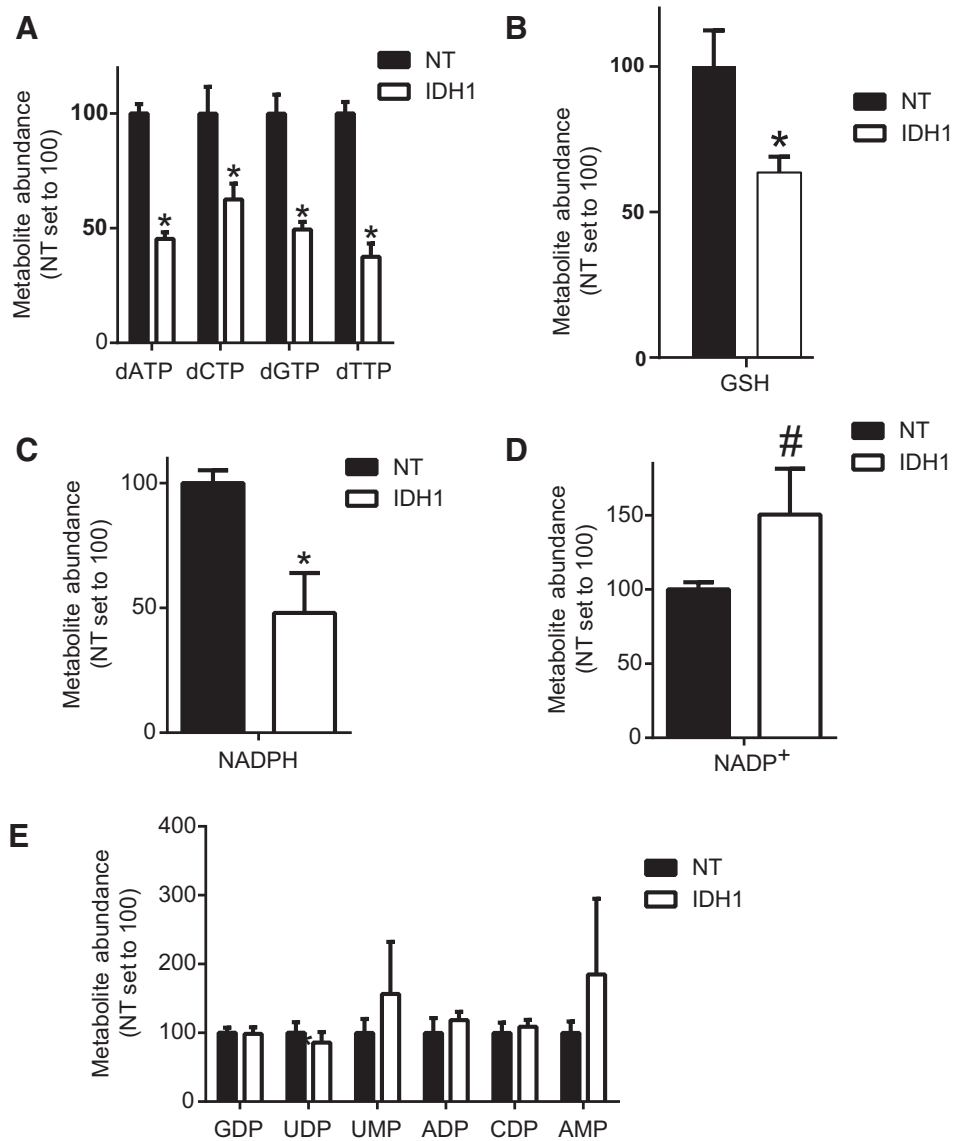 A
NT
IDH1
Metabolite abundance
(NT set to 100)
100
50
0
*
*
*
*
dATP dCTP dGTP dTTP
B
NT
IDH1
Metabolite abundance
(NT set to 100)
100
50
0
*
GSH
C
NT
IDH1
Metabolite abundance
(NT set to 100)
100
50
0
*
NADPH
D
NT
IDH1
Metabolite abundance
(NT set to 100)
150
100
50
0
#
NADP+
E
NT
IDH1
Metabolite abundance
(NT set to 100)
400
300
200
100
0
GDP UDP UMP ADP CDP AMP